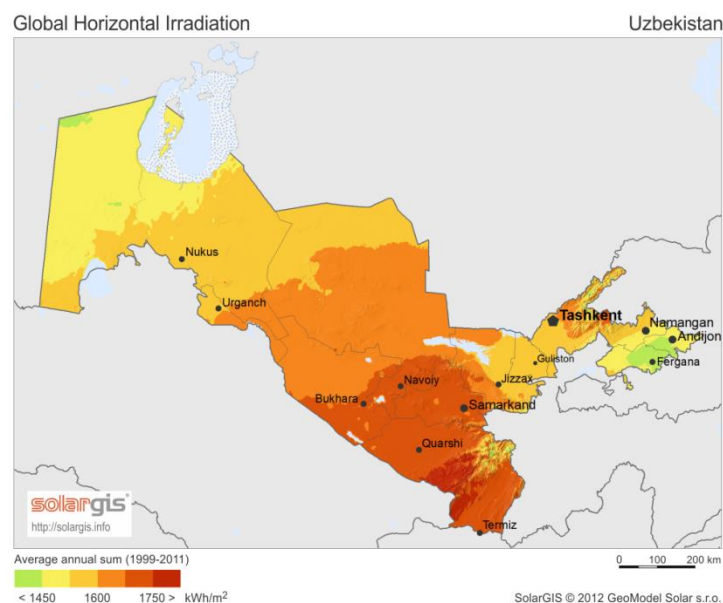 Global Horizontal Irradiation
Uzbekistan
Nukus
Urganch
Tashkent
Namangan
Andijon
Guliston
Fergana
Navoiy
Jizzax
Bukhara
Samarkand
Quarshi
Termiz
solargis
http://solargis.info
Average annual sum (1999-2011)
0 100 200 km
< 1450 1600 1750 > kWh/m²
SolarGIS © 2012 GeoModel Solar s.r.o.